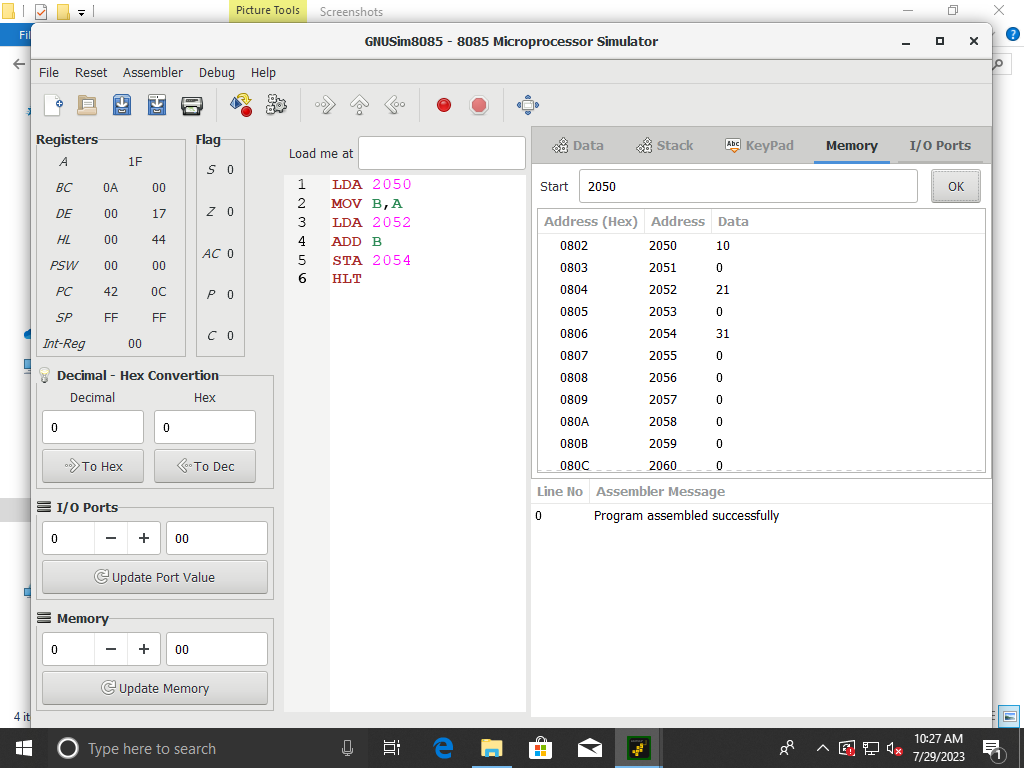 Picture Tools Screenshots
Fil
GNUSim8085 - 8085 Microprocessor Simulator
File Reset Assembler Debug Help
Registers
A 1F
BC 0A 00
DE 00 17
HL 00 44
PSW 00 00
PC 42 0C
SP FF FF
Int-Reg 00
Flag
S 0
Z 0
AC 0
P 0
C 0
Decimal - Hex Convertion
Decimal Hex
0 0
To Hex To Dec
I/O Ports
0 − + 00
Update Port Value
Memory
0 − + 00
Update Memory
Load me at
1 LDA 2050
2 MOV B,A
3 LDA 2052
4 ADD B
5 STA 2054
6 HLT
Data Stack Abc KeyPad Memory I/O Ports
Start 2050 OK
Address (Hex) Address Data
0802 2050 10
0803 2051 0
0804 2052 21
0805 2053 0
0806 2054 31
0807 2055 0
0808 2056 0
0809 2057 0
080A 2058 0
080B 2059 0
080C 2060 0
Line No Assembler Message
0 Program assembled successfully
4 it
Type here to search
10:27 AM
7/29/2023
1